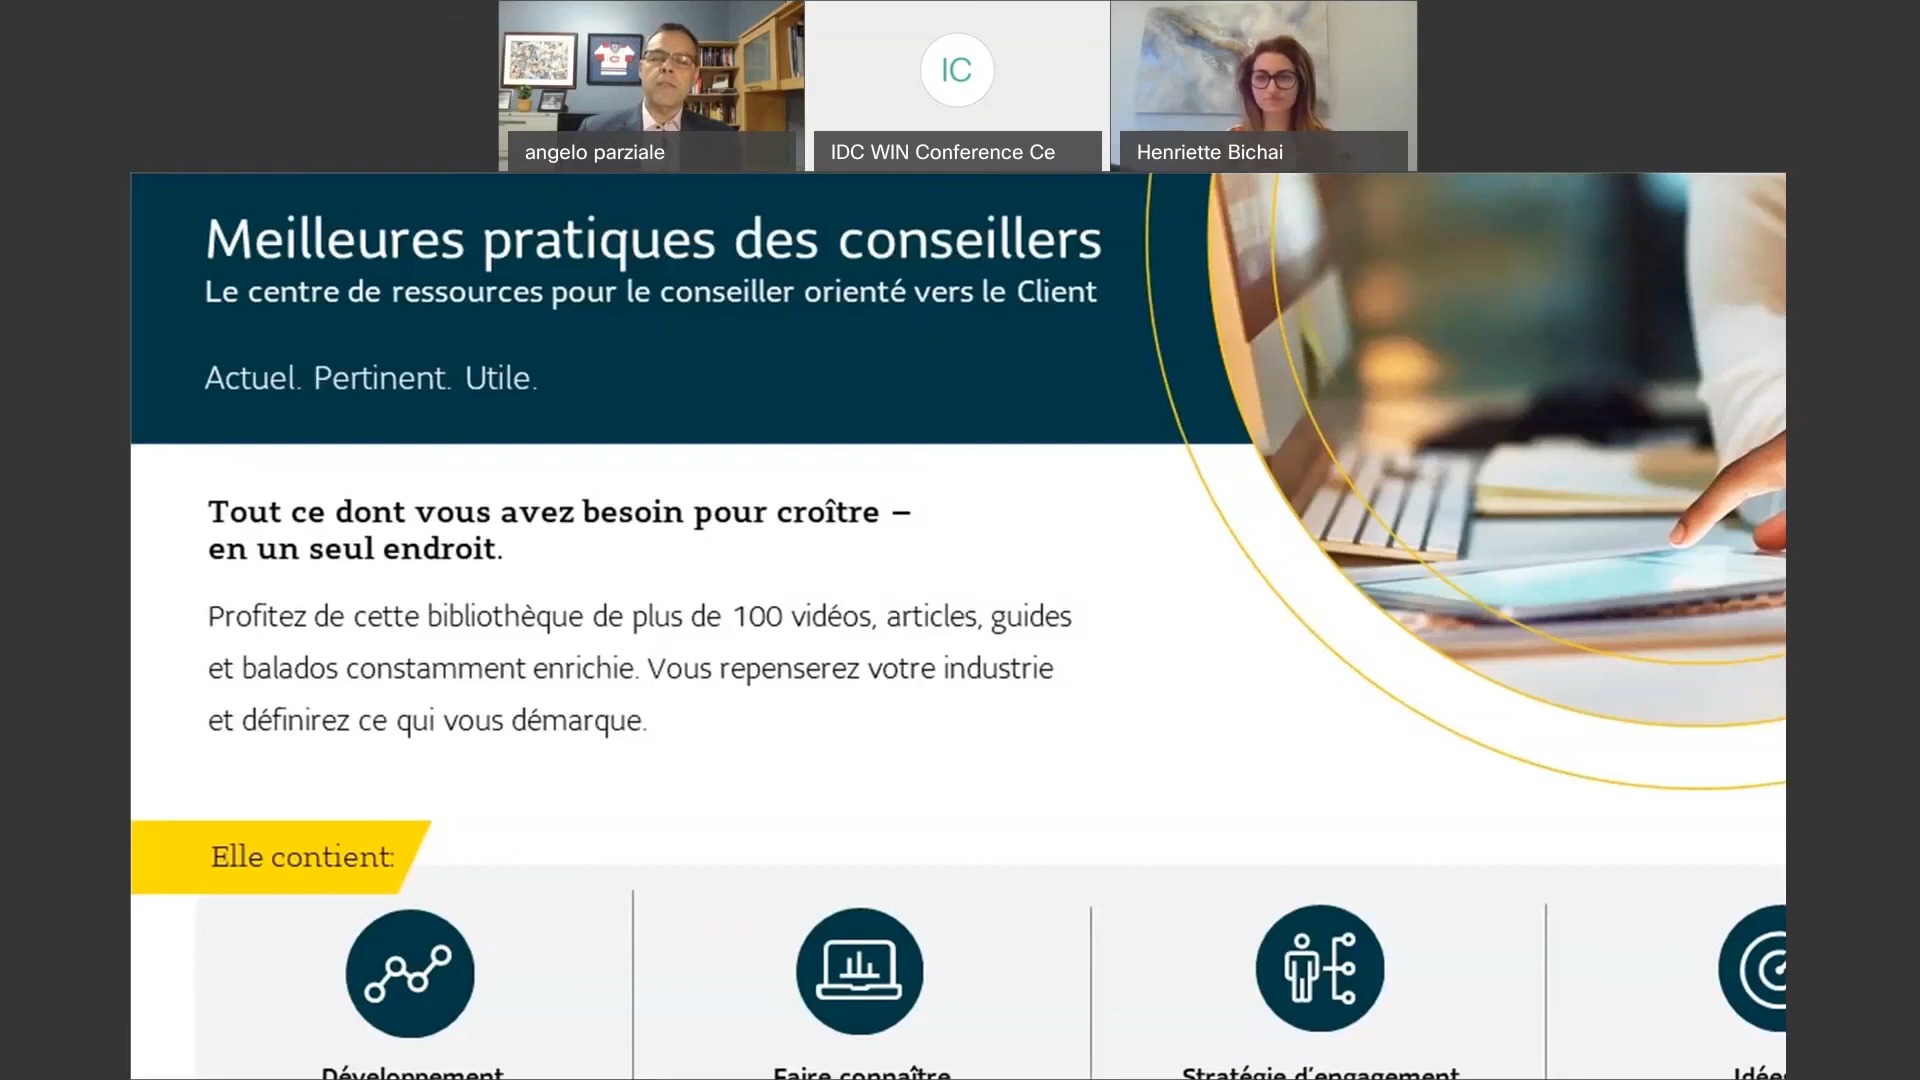 IC
angelo parziale
IDC WIN Conference Ce
Henriette Bichai
Meilleures pratiques des conseillers
Le centre de ressources pour le conseiller orienté vers le Client
Actuel. Pertinent. Utile.
Tout ce dont vous avez besoin pour croître –
en un seul endroit.
Profitez de cette bibliothèque de plus de 100 vidéos, articles, guides
et balados constamment enrichie. Vous repenserez votre industrie
et définirez ce qui vous démarque.
Elle contient:
Développement
Faire connaître
Stratégie d'engagement